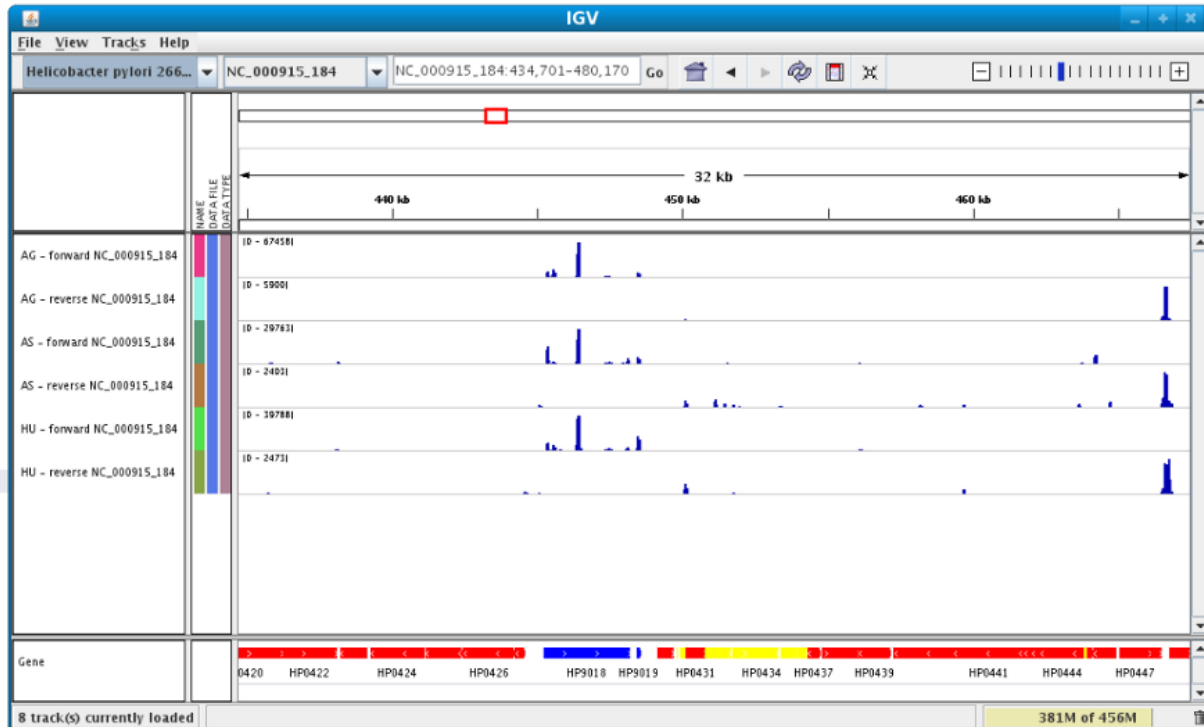 IGV
File View Tracks Help
Helicobacter pylori 266... NC_000915_184 NC_000915_184:434,701-480,170 Go
NAME
DATA FILE
DATA TYPE
32 kb
440 kb 450 kb 460 kb
AG - forward NC_000915_184 [0 - 67458]
AG - reverse NC_000915_184 [0 - 5900]
AS - forward NC_000915_184 [0 - 29763]
AS - reverse NC_000915_184 [0 - 2403]
HU - forward NC_000915_184 [0 - 39788]
HU - reverse NC_000915_184 [0 - 2473]
Gene
0420 HP0422 HP0424 HP0426 HP9018 HP9019 HP0431 HP0434 HP0437 HP0439 HP0441 HP0444 HP0447
8 track(s) currently loaded 381M of 456M